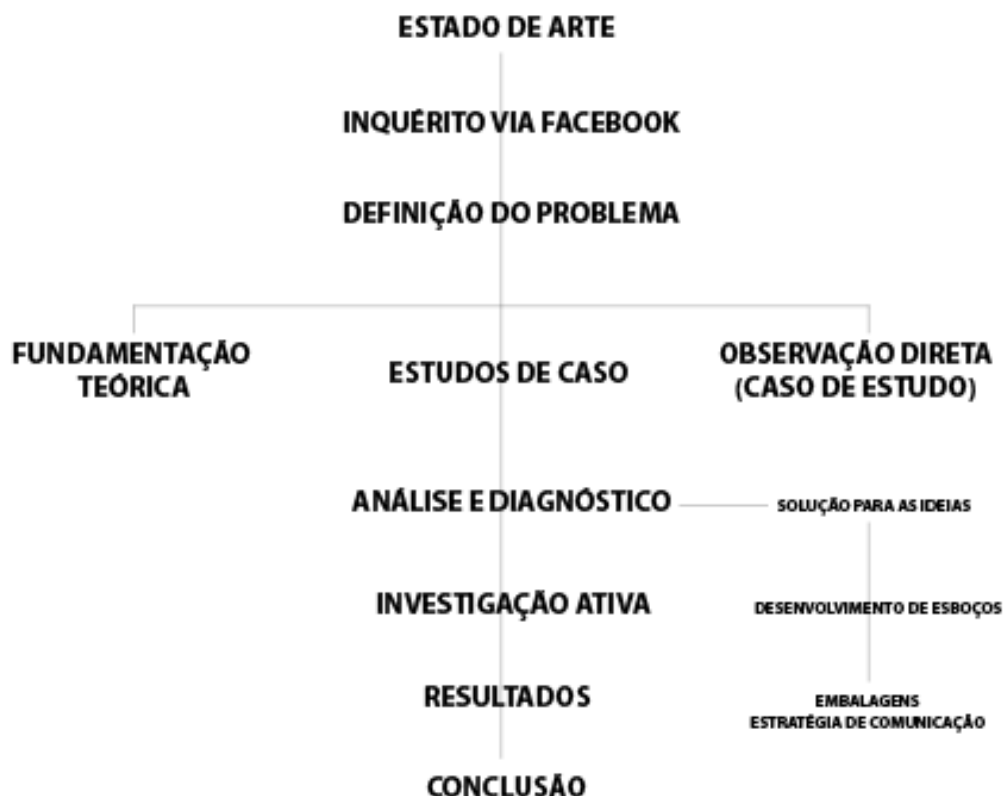 ESTADO DE ARTE
INQUÉRITO VIA FACEBOOK
DEFINIÇÃO DO PROBLEMA
FUNDAMENTAÇÃO
TEÓRICA
ESTUDOS DE CASO
OBSERVAÇÃO DIRETA
(CASO DE ESTUDO)
ANÁLISE E DIAGNÓSTICO
SOLUÇÃO PARA AS IDEIAS
INVESTIGAÇÃO ATIVA
DESENVOLVIMENTO DE ESBOÇOS
RESULTADOS
EMBALAGENS
ESTRATÉGIA DE COMUNICAÇÃO
CONCLUSÃO